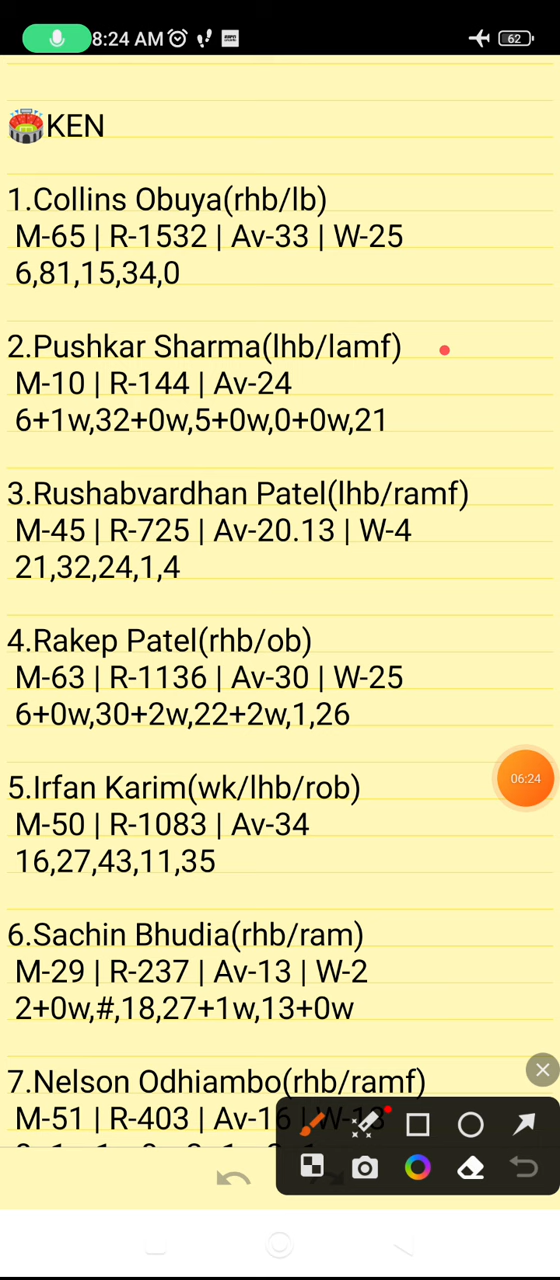 8:24 AM
62
KEN
1.Collins Obuya(rhb/lb)
M-65 | R-1532 | Av-33 | W-25
6,81,15,34,0
2.Pushkar Sharma(lhb/lamf)
M-10 | R-144 | Av-24
6+1w,32+0w,5+0w,0+0w,21
3.Rushabvardhan Patel(lhb/ramf)
M-45 | R-725 | Av-20.13 | W-4
21,32,24,1,4
4.Rakep Patel(rhb/ob)
M-63 | R-1136 | Av-30 | W-25
6+0w,30+2w,22+2w,1,26
06:24
5.Irfan Karim(wk/lhb/rob)
M-50 | R-1083 | Av-34
16,27,43,11,35
6.Sachin Bhudia(rhb/ram)
M-29 | R-237 | Av-13 | W-2
2+0w,#,18,27+1w,13+0w
7.Nelson Odhiambo(rhb/ramf)
M-51 | R-403 | Av-16